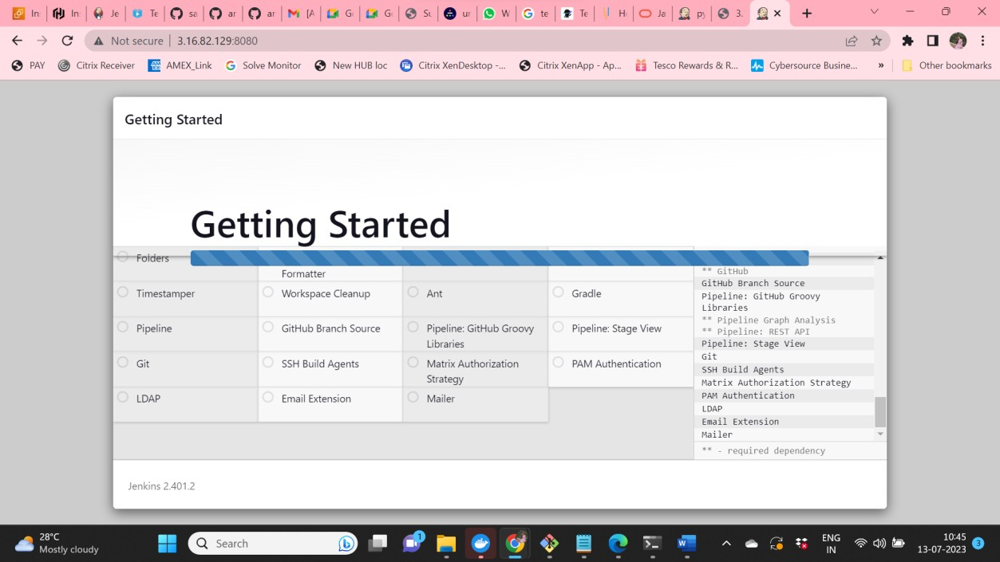 In
In
Je
Te
sa
ar
ar
[A
G
G
Su
ur
W
te
Te
H
Ja
py
3.
Not secure
3.16.82.129:8080
PAY
Citrix Receiver
AMEX_Link
Solve Monitor
New HUB loc
Citrix XenDesktop -...
Citrix XenApp - Ap...
Tesco Rewards & R...
Cybersource Busine...
»
Other bookmarks
Getting Started
Getting Started
Folders
Formatter
Timestamper
Workspace Cleanup
Ant
Gradle
Pipeline
GitHub Branch Source
Pipeline: GitHub Groovy
Libraries
Pipeline: Stage View
Git
SSH Build Agents
Matrix Authorization
Strategy
PAM Authentication
LDAP
Email Extension
Mailer
** GitHub
GitHub Branch Source
Pipeline: GitHub Groovy
Libraries
** Pipeline Graph Analysis
** Pipeline: REST API
Pipeline: Stage View
Git
SSH Build Agents
Matrix Authorization Strategy
PAM Authentication
LDAP
Email Extension
Mailer
** - required dependency
Jenkins 2.401.2
28°C
Mostly cloudy
Search
1
ENG
IN
10:45
13-07-2023
3